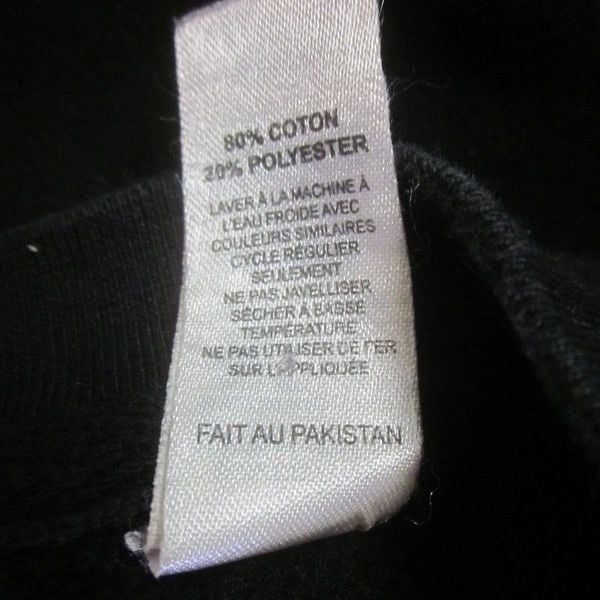 80% COTON
20% POLYESTER
LAVER À LA MACHINE À
L'EAU FROIDE AVEC
COULEURS SIMILAIRES
CYCLE RÉGULIER
SEULEMENT
NE PAS JAVELLISER
SÉCHER À BASSE
TEMPÉRATURE
NE PAS UTILISER DE FER
SUR L'APPLIQUÉE
FAIT AU PAKISTAN